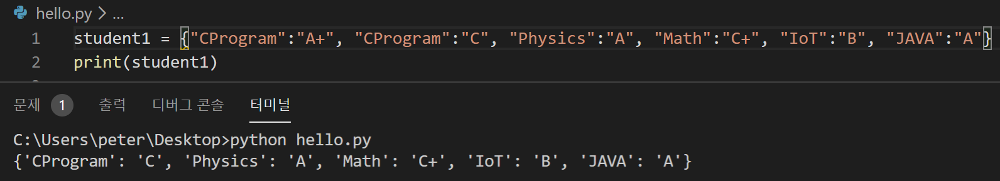 hello.py > ...
1 student1 = {"CProgram":"A+", "CProgram":"C", "Physics":"A", "Math":"C+", "IoT":"B", "JAVA":"A"}
2 print(student1)
문제 1 출력 디버그 콘솔 터미널
C:\Users\peter\Desktop>python hello.py
{'CProgram': 'C', 'Physics': 'A', 'Math': 'C+', 'IoT': 'B', 'JAVA': 'A'}